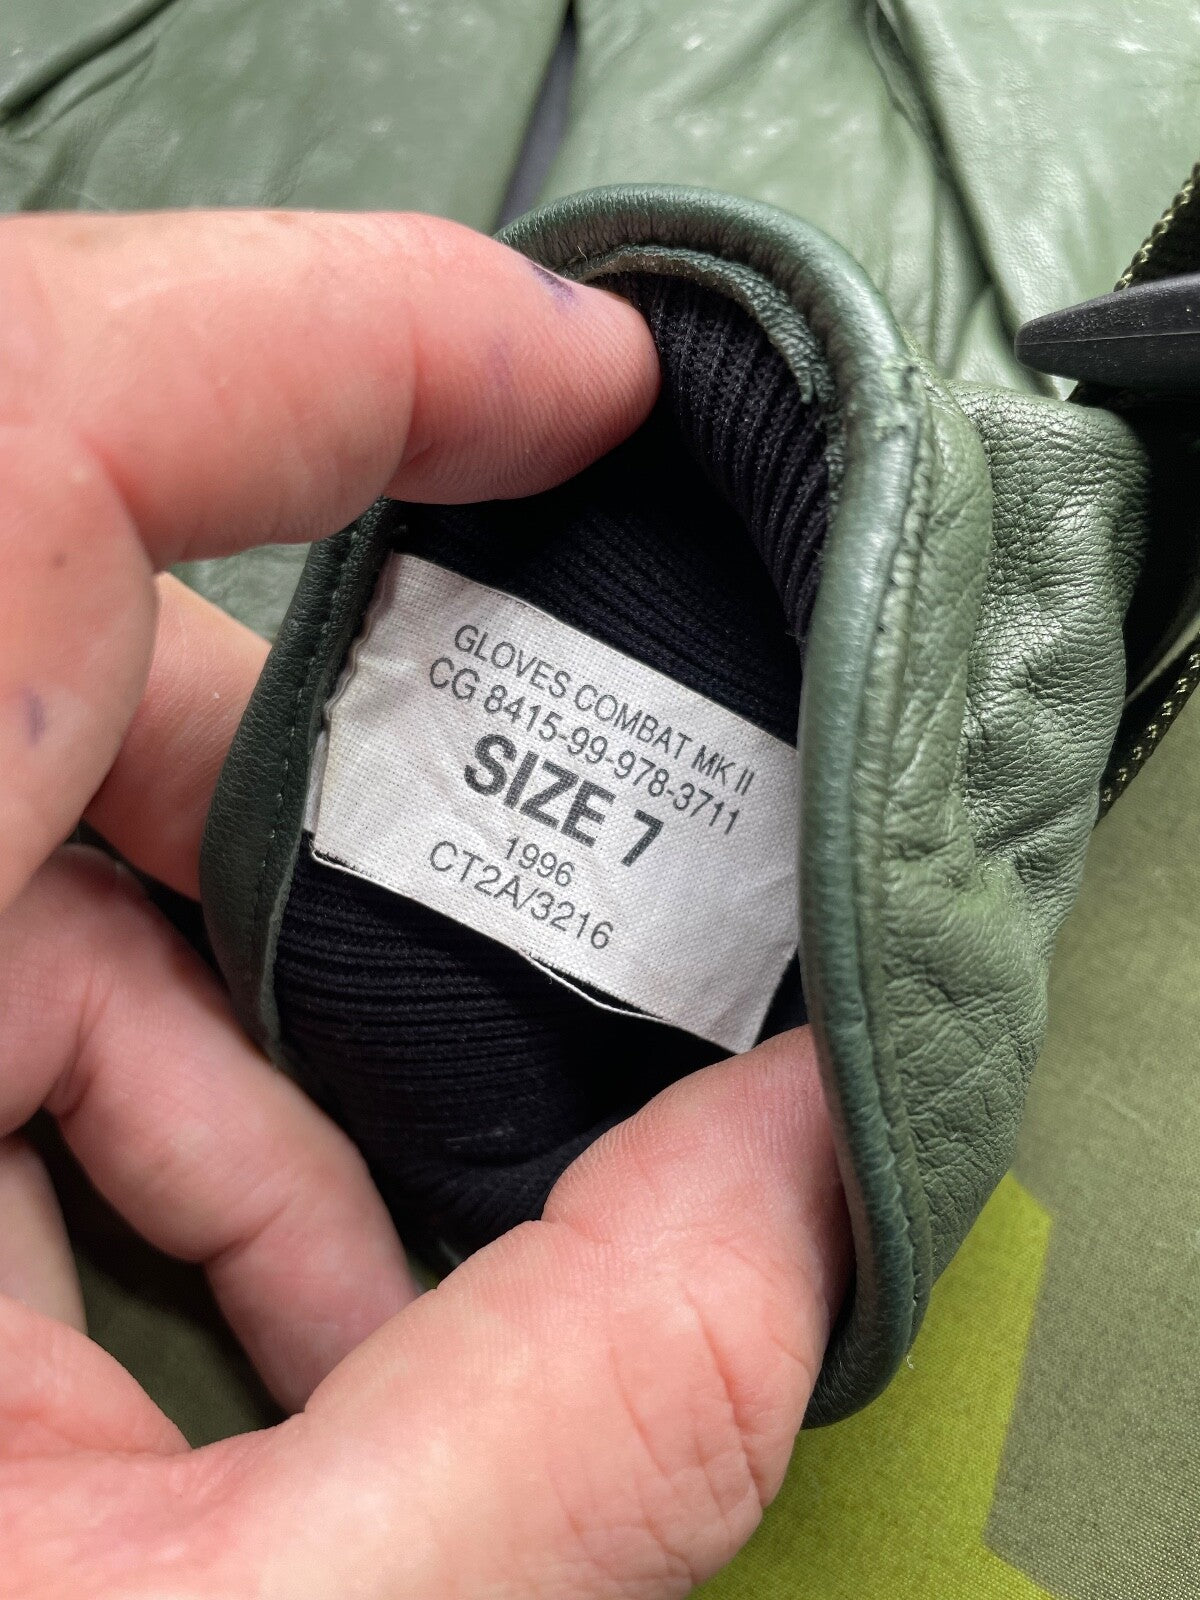 GLOVES COMBAT MK II
CG 8415-99-978-3711
SIZE 7
1996
CT2A/3216